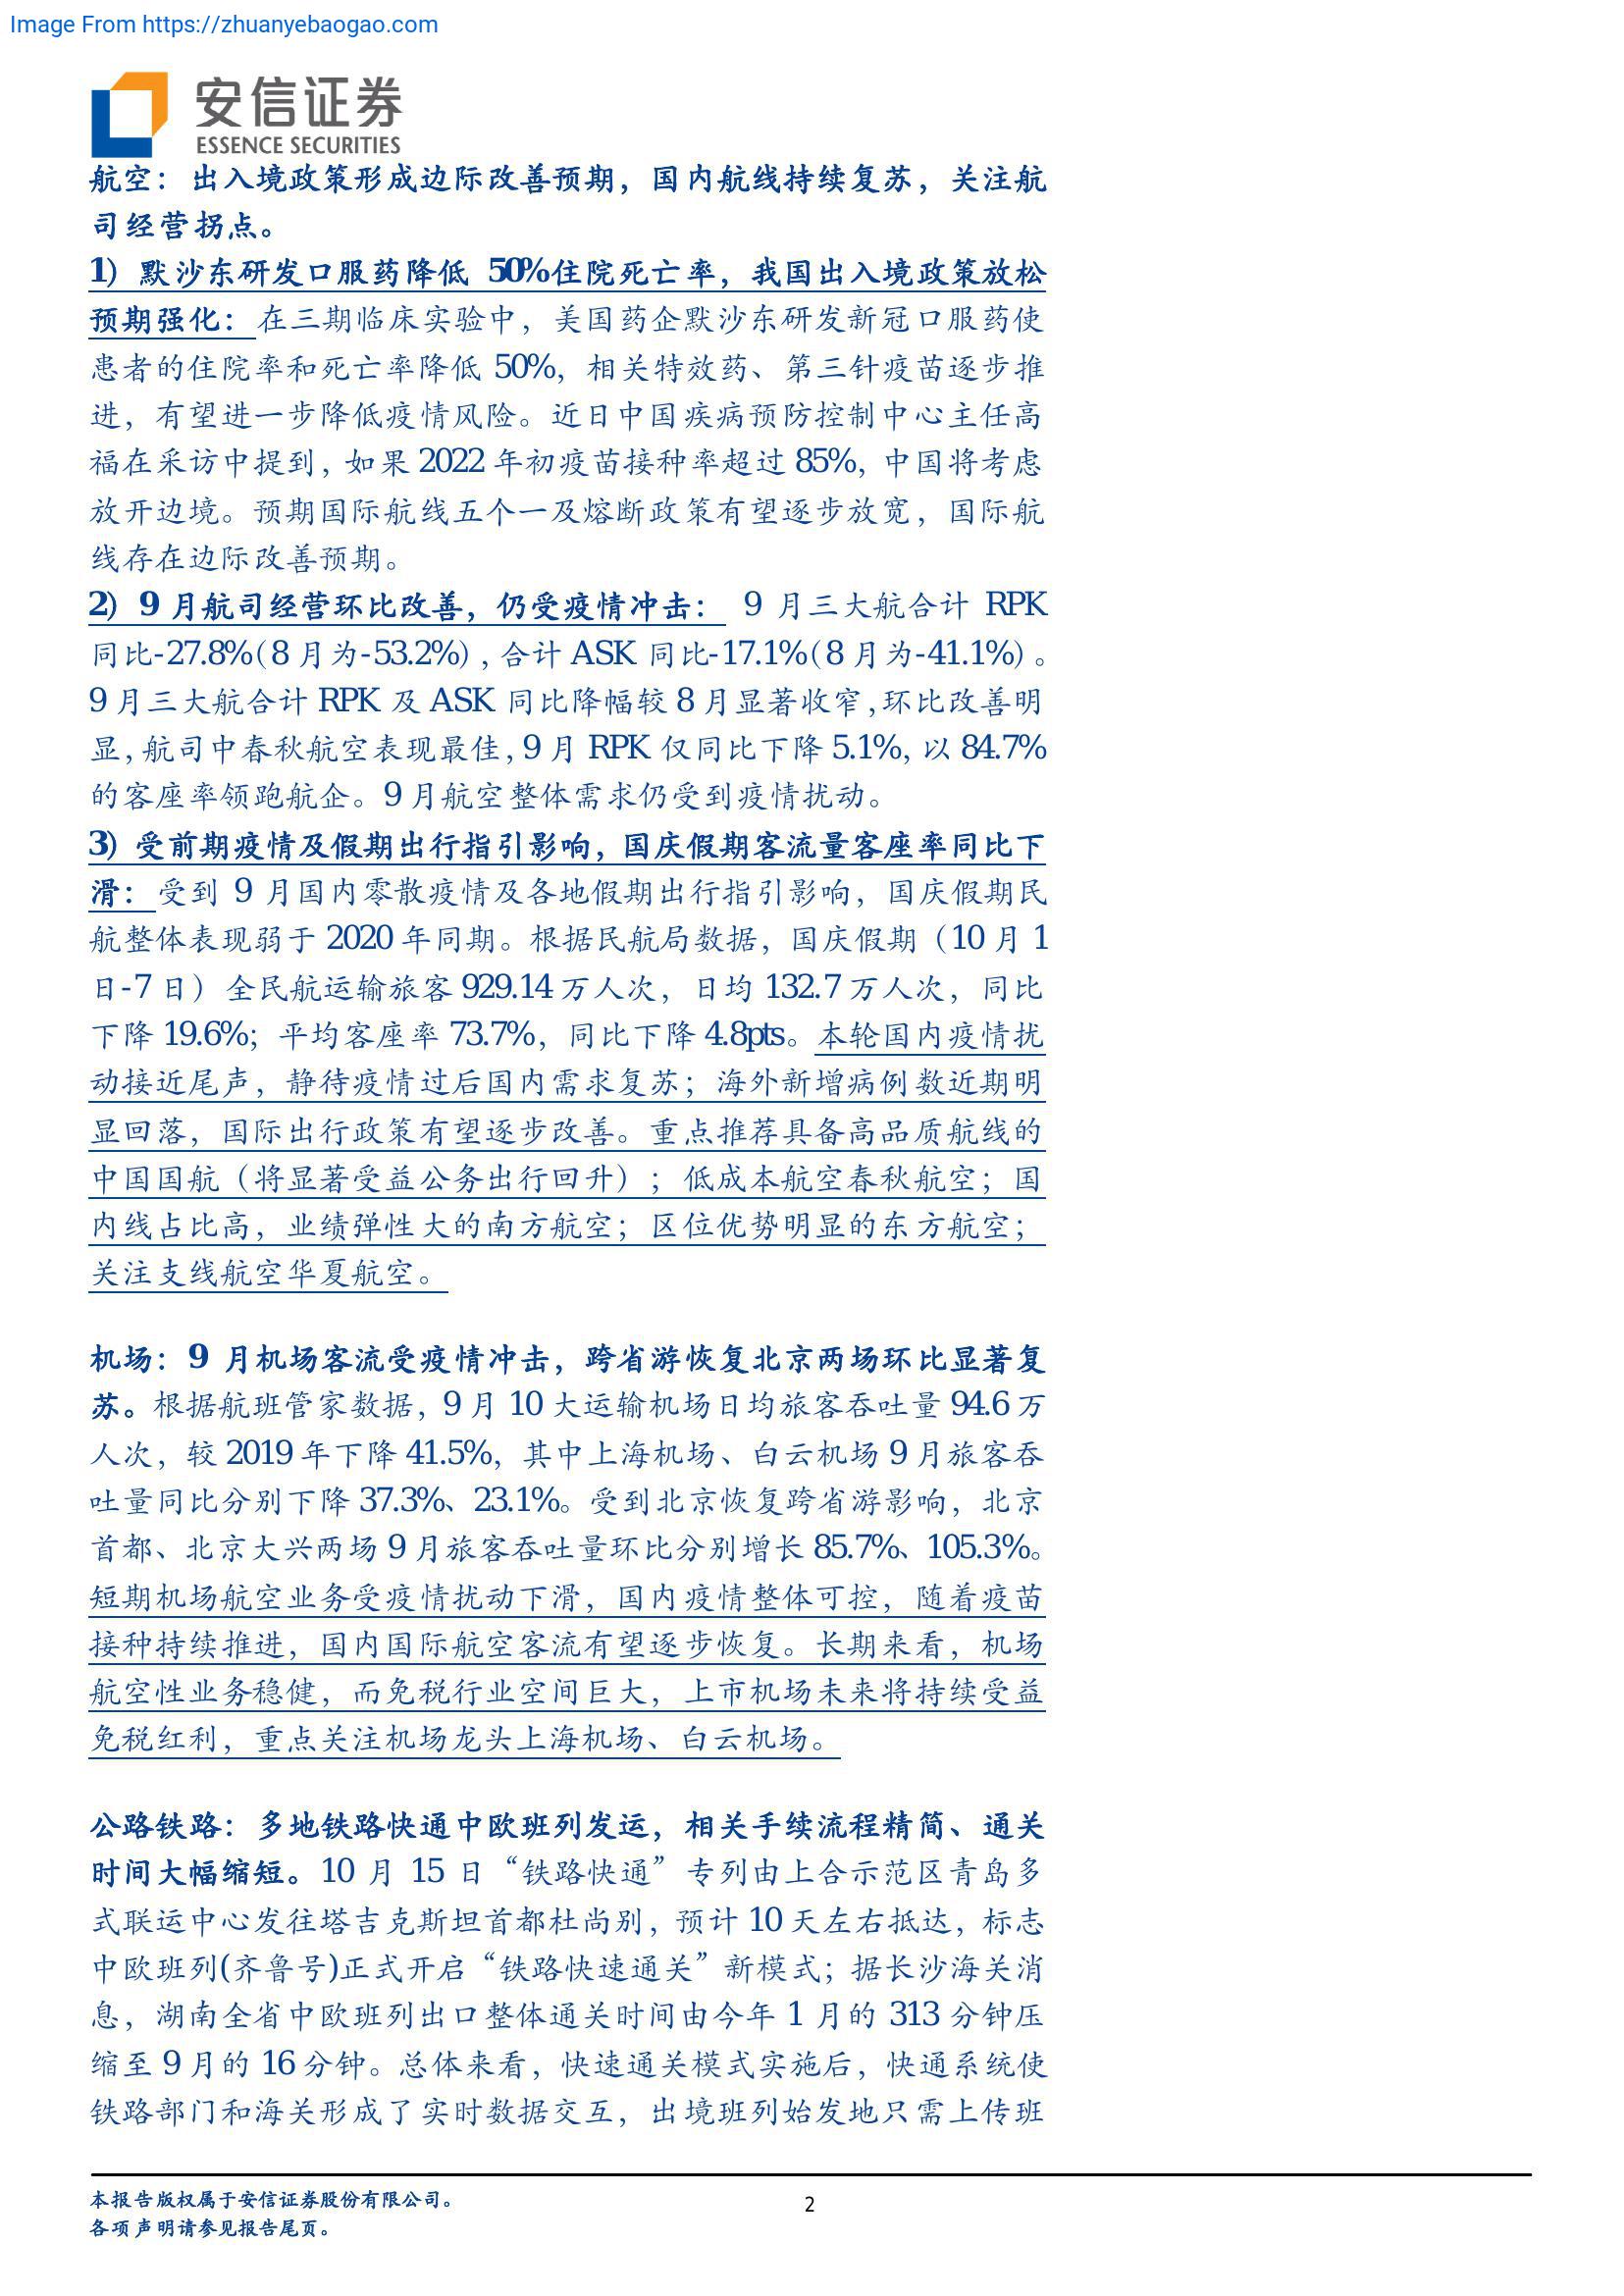 Image From https://zhuanyebaogao.com
安信证券
ESSENCE SECURITIES
航空：出入境政策形成边际改善预期，国内航线持续复苏，关注航
司经营拐点。
1）默沙东研发口服药降低 50%住院死亡率，我国出入境政策放松
预期强化：在三期临床实验中，美国药企默沙东研发新冠口服药使
患者的住院率和死亡率降低 50%，相关特效药、第三针疫苗逐步推
进，有望进一步降低疫情风险。近日中国疾病预防控制中心主任高
福在采访中提到，如果 2022 年初疫苗接种率超过 85%，中国将考虑
放开边境。预期国际航线五个一及熔断政策有望逐步放宽，国际航
线存在边际改善预期。
2）9 月航司经营环比改善，仍受疫情冲击： 9 月三大航合计 RPK
同比-27.8%（8 月为-53.2%），合计 ASK 同比-17.1%（8 月为-41.1%）。
9 月三大航合计 RPK 及 ASK 同比降幅较 8 月显著收窄，环比改善明
显，航司中春秋航空表现最佳，9 月 RPK 仅同比下降 5.1%，以 84.7%
的客座率领跑航企。9 月航空整体需求仍受到疫情扰动。
3）受前期疫情及假期出行指引影响，国庆假期客流量客座率同比下
滑：受到 9 月国内零散疫情及各地假期出行指引影响，国庆假期民
航整体表现弱于 2020 年同期。根据民航局数据，国庆假期（10 月 1
日-7 日）全民航运输旅客 929.14 万人次，日均 132.7 万人次，同比
下降 19.6%；平均客座率 73.7%，同比下降 4.8pts。本轮国内疫情扰
动接近尾声，静待疫情过后国内需求复苏；海外新增病例数近期明
显回落，国际出行政策有望逐步改善。重点推荐具备高品质航线的
中国国航（将显著受益公务出行回升）；低成本航空春秋航空；国
内线占比高，业绩弹性大的南方航空；区位优势明显的东方航空；
关注支线航空华夏航空。
机场：9 月机场客流受疫情冲击，跨省游恢复北京两场环比显著复
苏。根据航班管家数据，9 月 10 大运输机场日均旅客吞吐量 94.6 万
人次，较 2019 年下降 41.5%，其中上海机场、白云机场 9 月旅客吞
吐量同比分别下降 37.3%、23.1%。受到北京恢复跨省游影响，北京
首都、北京大兴两场 9 月旅客吞吐量环比分别增长 85.7%、105.3%。
短期机场航空业务受疫情扰动下滑，国内疫情整体可控，随着疫苗
接种持续推进，国内国际航空客流有望逐步恢复。长期来看，机场
航空性业务稳健，而免税行业空间巨大，上市机场未来将持续受益
免税红利，重点关注机场龙头上海机场、白云机场。
公路铁路：多地铁路快通中欧班列发运，相关手续流程精简、通关
时间大幅缩短。10 月 15 日“铁路快通”专列由上合示范区青岛多
式联运中心发往塔吉克斯坦首都杜尚别，预计 10 天左右抵达，标志
中欧班列(齐鲁号)正式开启“铁路快速通关”新模式；据长沙海关消
息，湖南全省中欧班列出口整体通关时间由今年 1 月的 313 分钟压
缩至 9 月的 16 分钟。总体来看，快速通关模式实施后，快通系统使
铁路部门和海关形成了实时数据交互，出境班列始发地只需上传班
本报告版权属于安信证券股份有限公司。
2
各项声明请参见报告尾页。